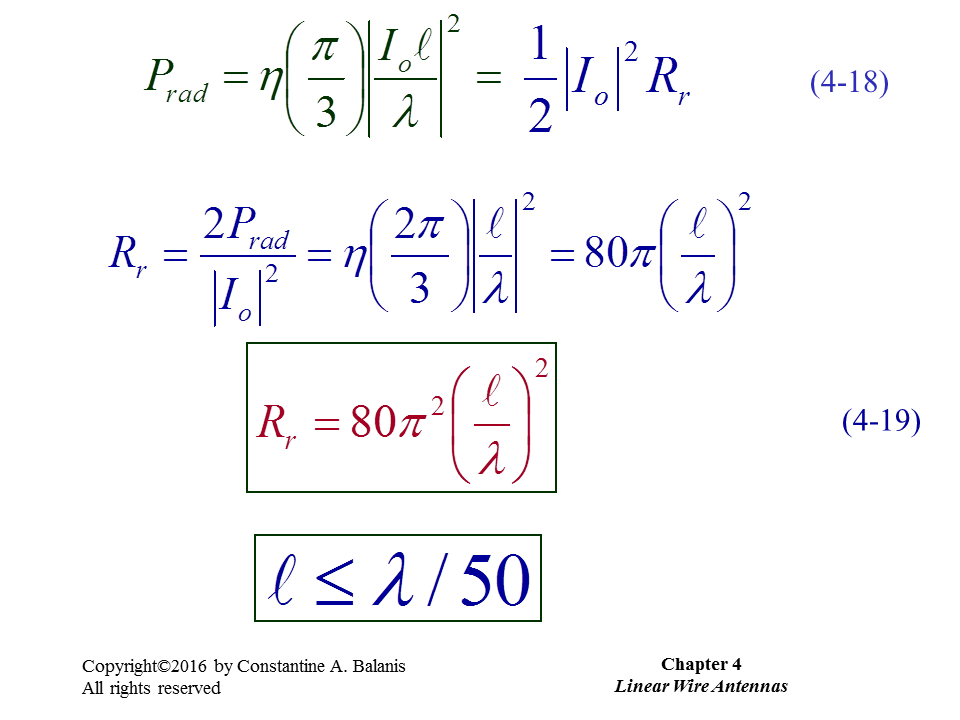 P_rad = η(π/3)|I_o ℓ/λ|² = 1/2 |I_o|² R_r (4-18)
R_r = 2P_rad/|I_o|² = η(2π/3)|ℓ/λ|² = 80π(ℓ/λ)²
R_r = 80π²(ℓ/λ)² (4-19)
ℓ ≤ λ / 50
Copyright©2016 by Constantine A. Balanis
All rights reserved
Chapter 4
Linear Wire Antennas